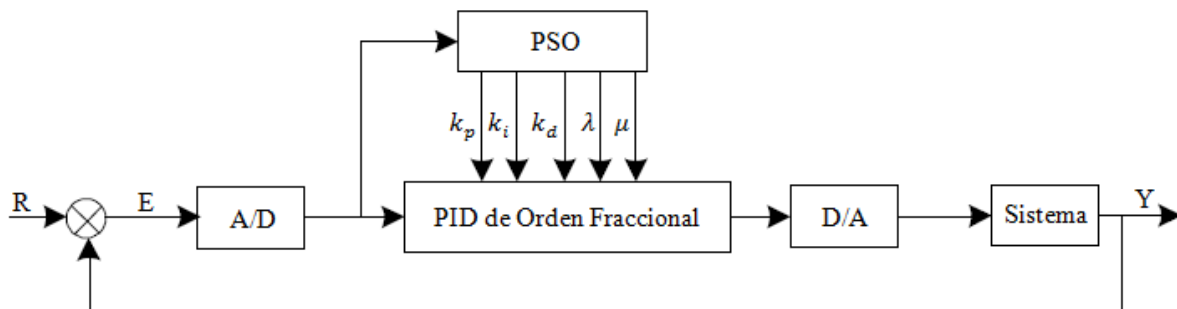 PSO
k_p k_i k_d λ μ
R
E
A/D
PID de Orden Fraccional
D/A
Sistema
Y